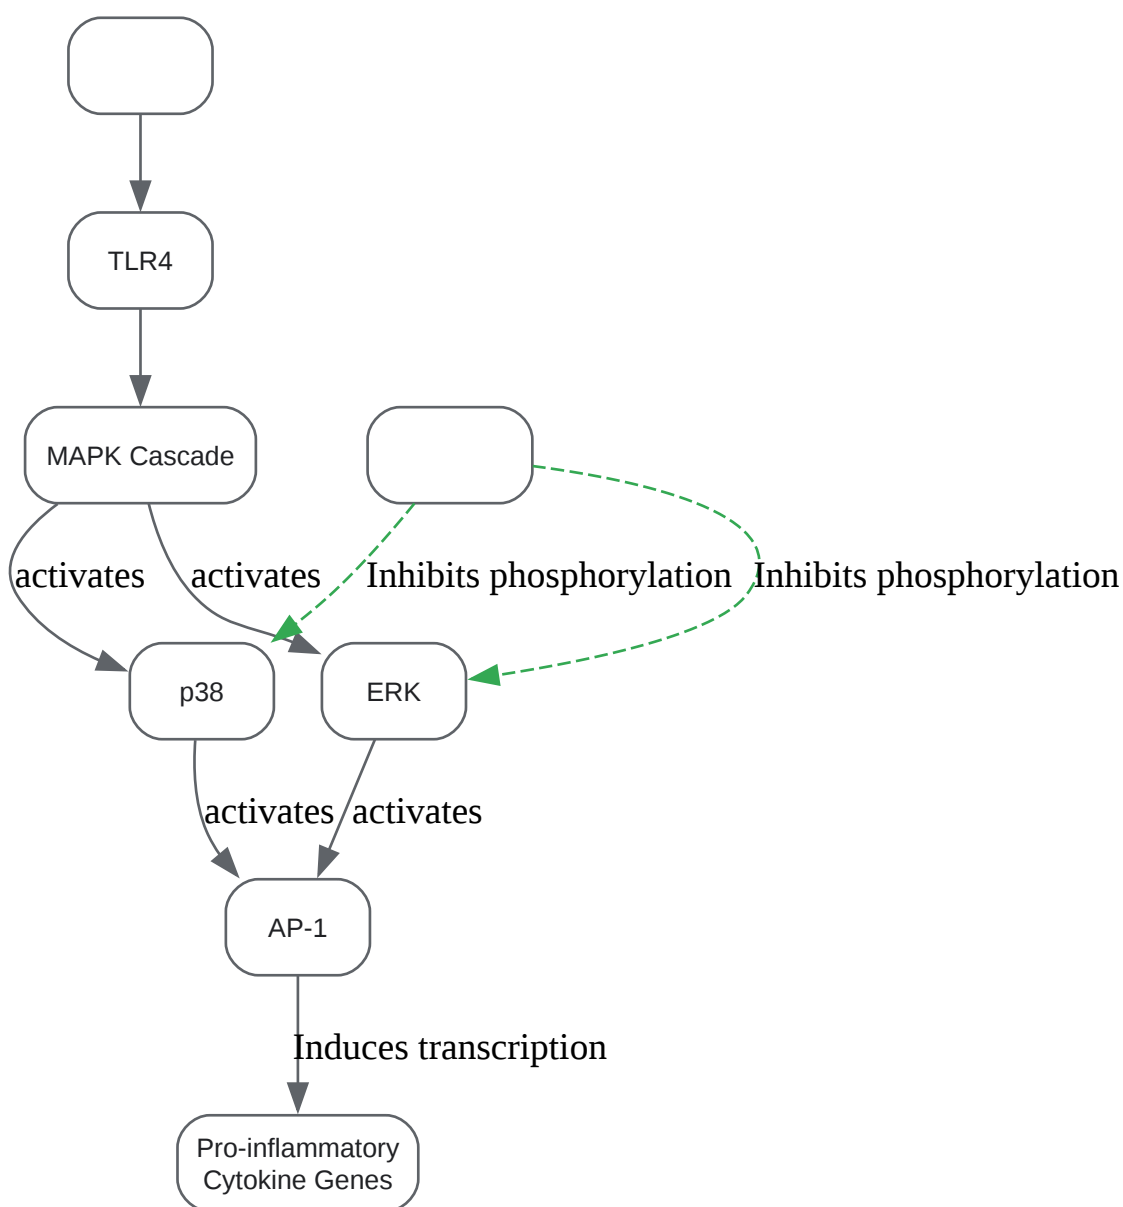 TLR4
MAPK Cascade
activates
activates
Inhibits phosphorylation
Inhibits phosphorylation
p38
ERK
activates
activates
AP-1
Induces transcription
Pro-inflammatory
Cytokine Genes